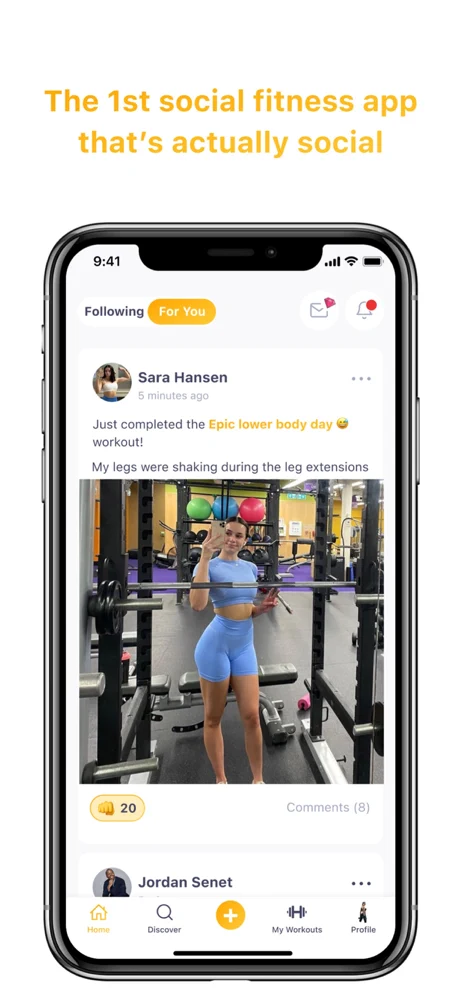 The 1st social fitness app
that’s actually social
9:41
Following For You
Sara Hansen
5 minutes ago
Just completed the Epic lower body day 😅
workout!
My legs were shaking during the leg extensions
👊 20 Comments (8)
Jordan Senet
Home Discover My Workouts Profile